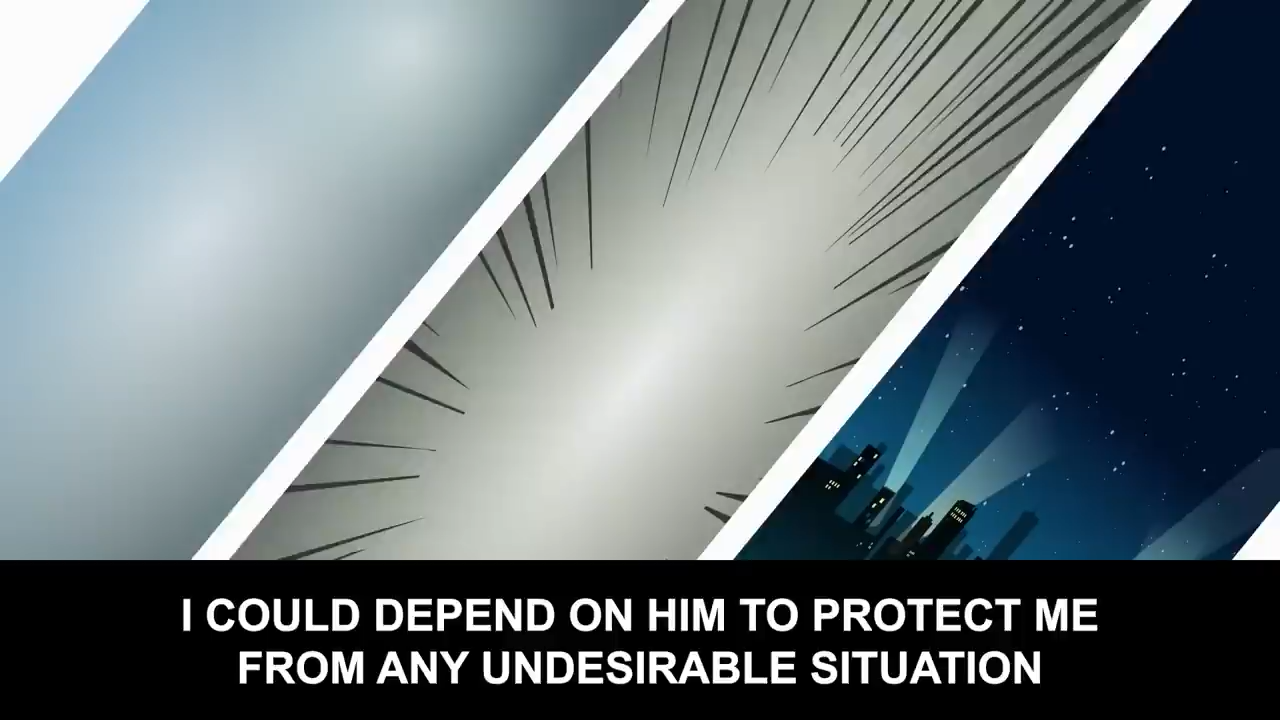 I COULD DEPEND ON HIM TO PROTECT ME
FROM ANY UNDESIRABLE SITUATION